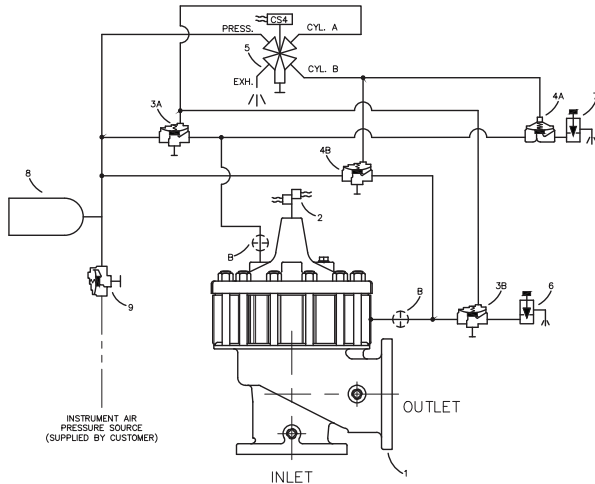 CS4
PRESS.
CYL. A
5
CYL. B
EXH.
3A
4A
4B
8
2
B
B
3B
6
9
INSTRUMENT AIR
PRESSURE SOURCE
(SUPPLIED BY CUSTOMER)
OUTLET
INLET
1